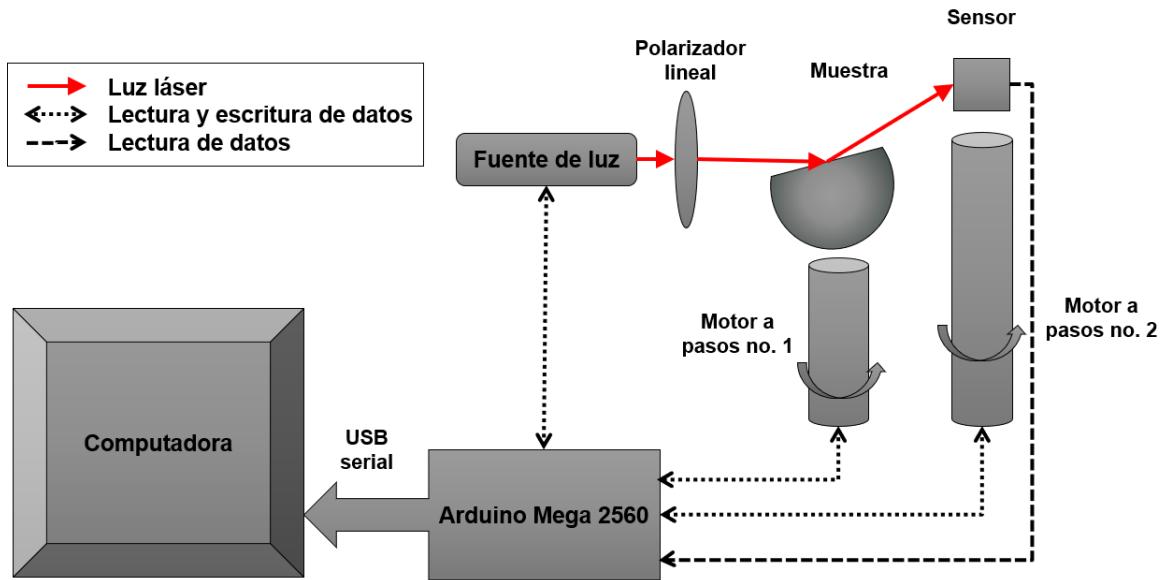 Sensor
Polarizador
lineal
Muestra
Luz láser
Lectura y escritura de datos
Lectura de datos
Fuente de luz
Motor a
pasos no. 1
Motor a
pasos no. 2
Computadora
USB
serial
Arduino Mega 2560